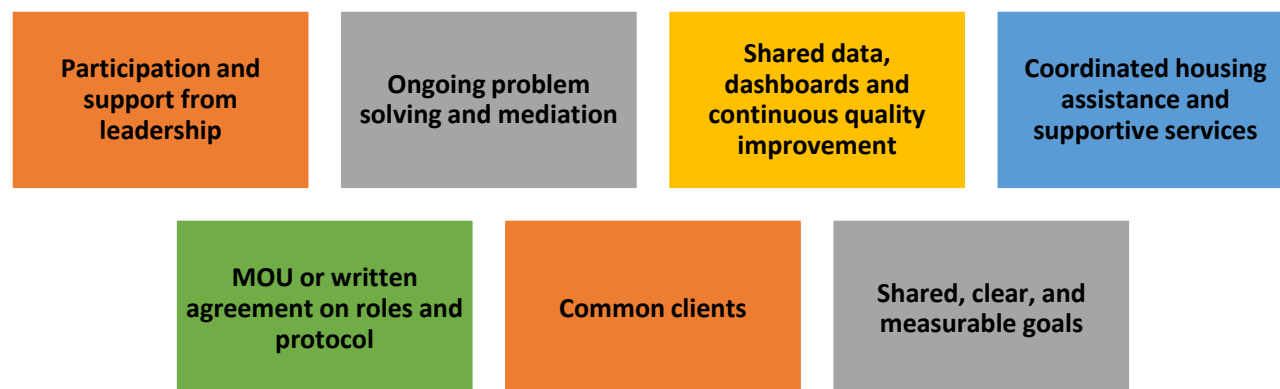 Participation and
support from
leadership
Ongoing problem
solving and mediation
Shared data,
dashboards and
continuous quality
improvement
Coordinated housing
assistance and
supportive services
MOU or written
agreement on roles and
protocol
Common clients
Shared, clear, and
measurable goals